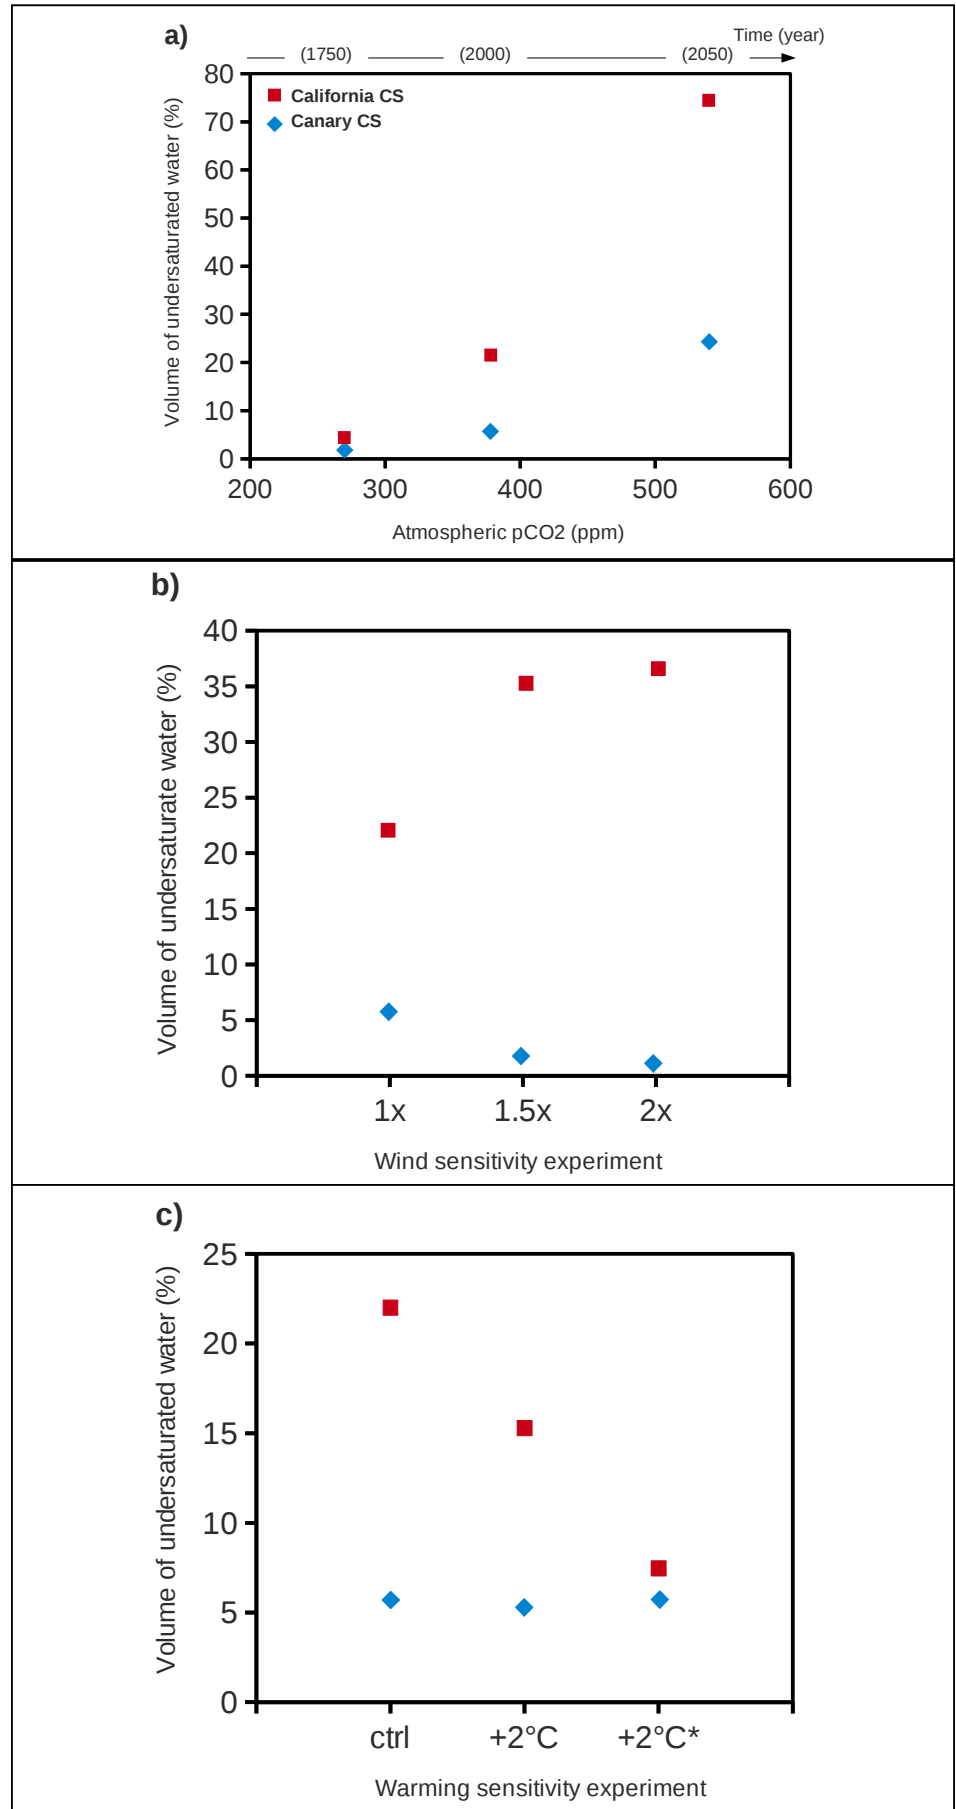 a)
Time (year)
(1750) (2000) (2050)
80
70
60
50
40
30
20
10
0
Volume of undersaturated water (%)
California CS
Canary CS
200 300 400 500 600
Atmospheric pCO2 (ppm)
b)
40
35
30
25
20
15
10
5
0
Volume of undersaturate water (%)
1x 1.5x 2x
Wind sensitivity experiment
c)
25
20
15
10
5
0
Volume of undersaturated water (%)
ctrl +2°C +2°C*
Warming sensitivity experiment